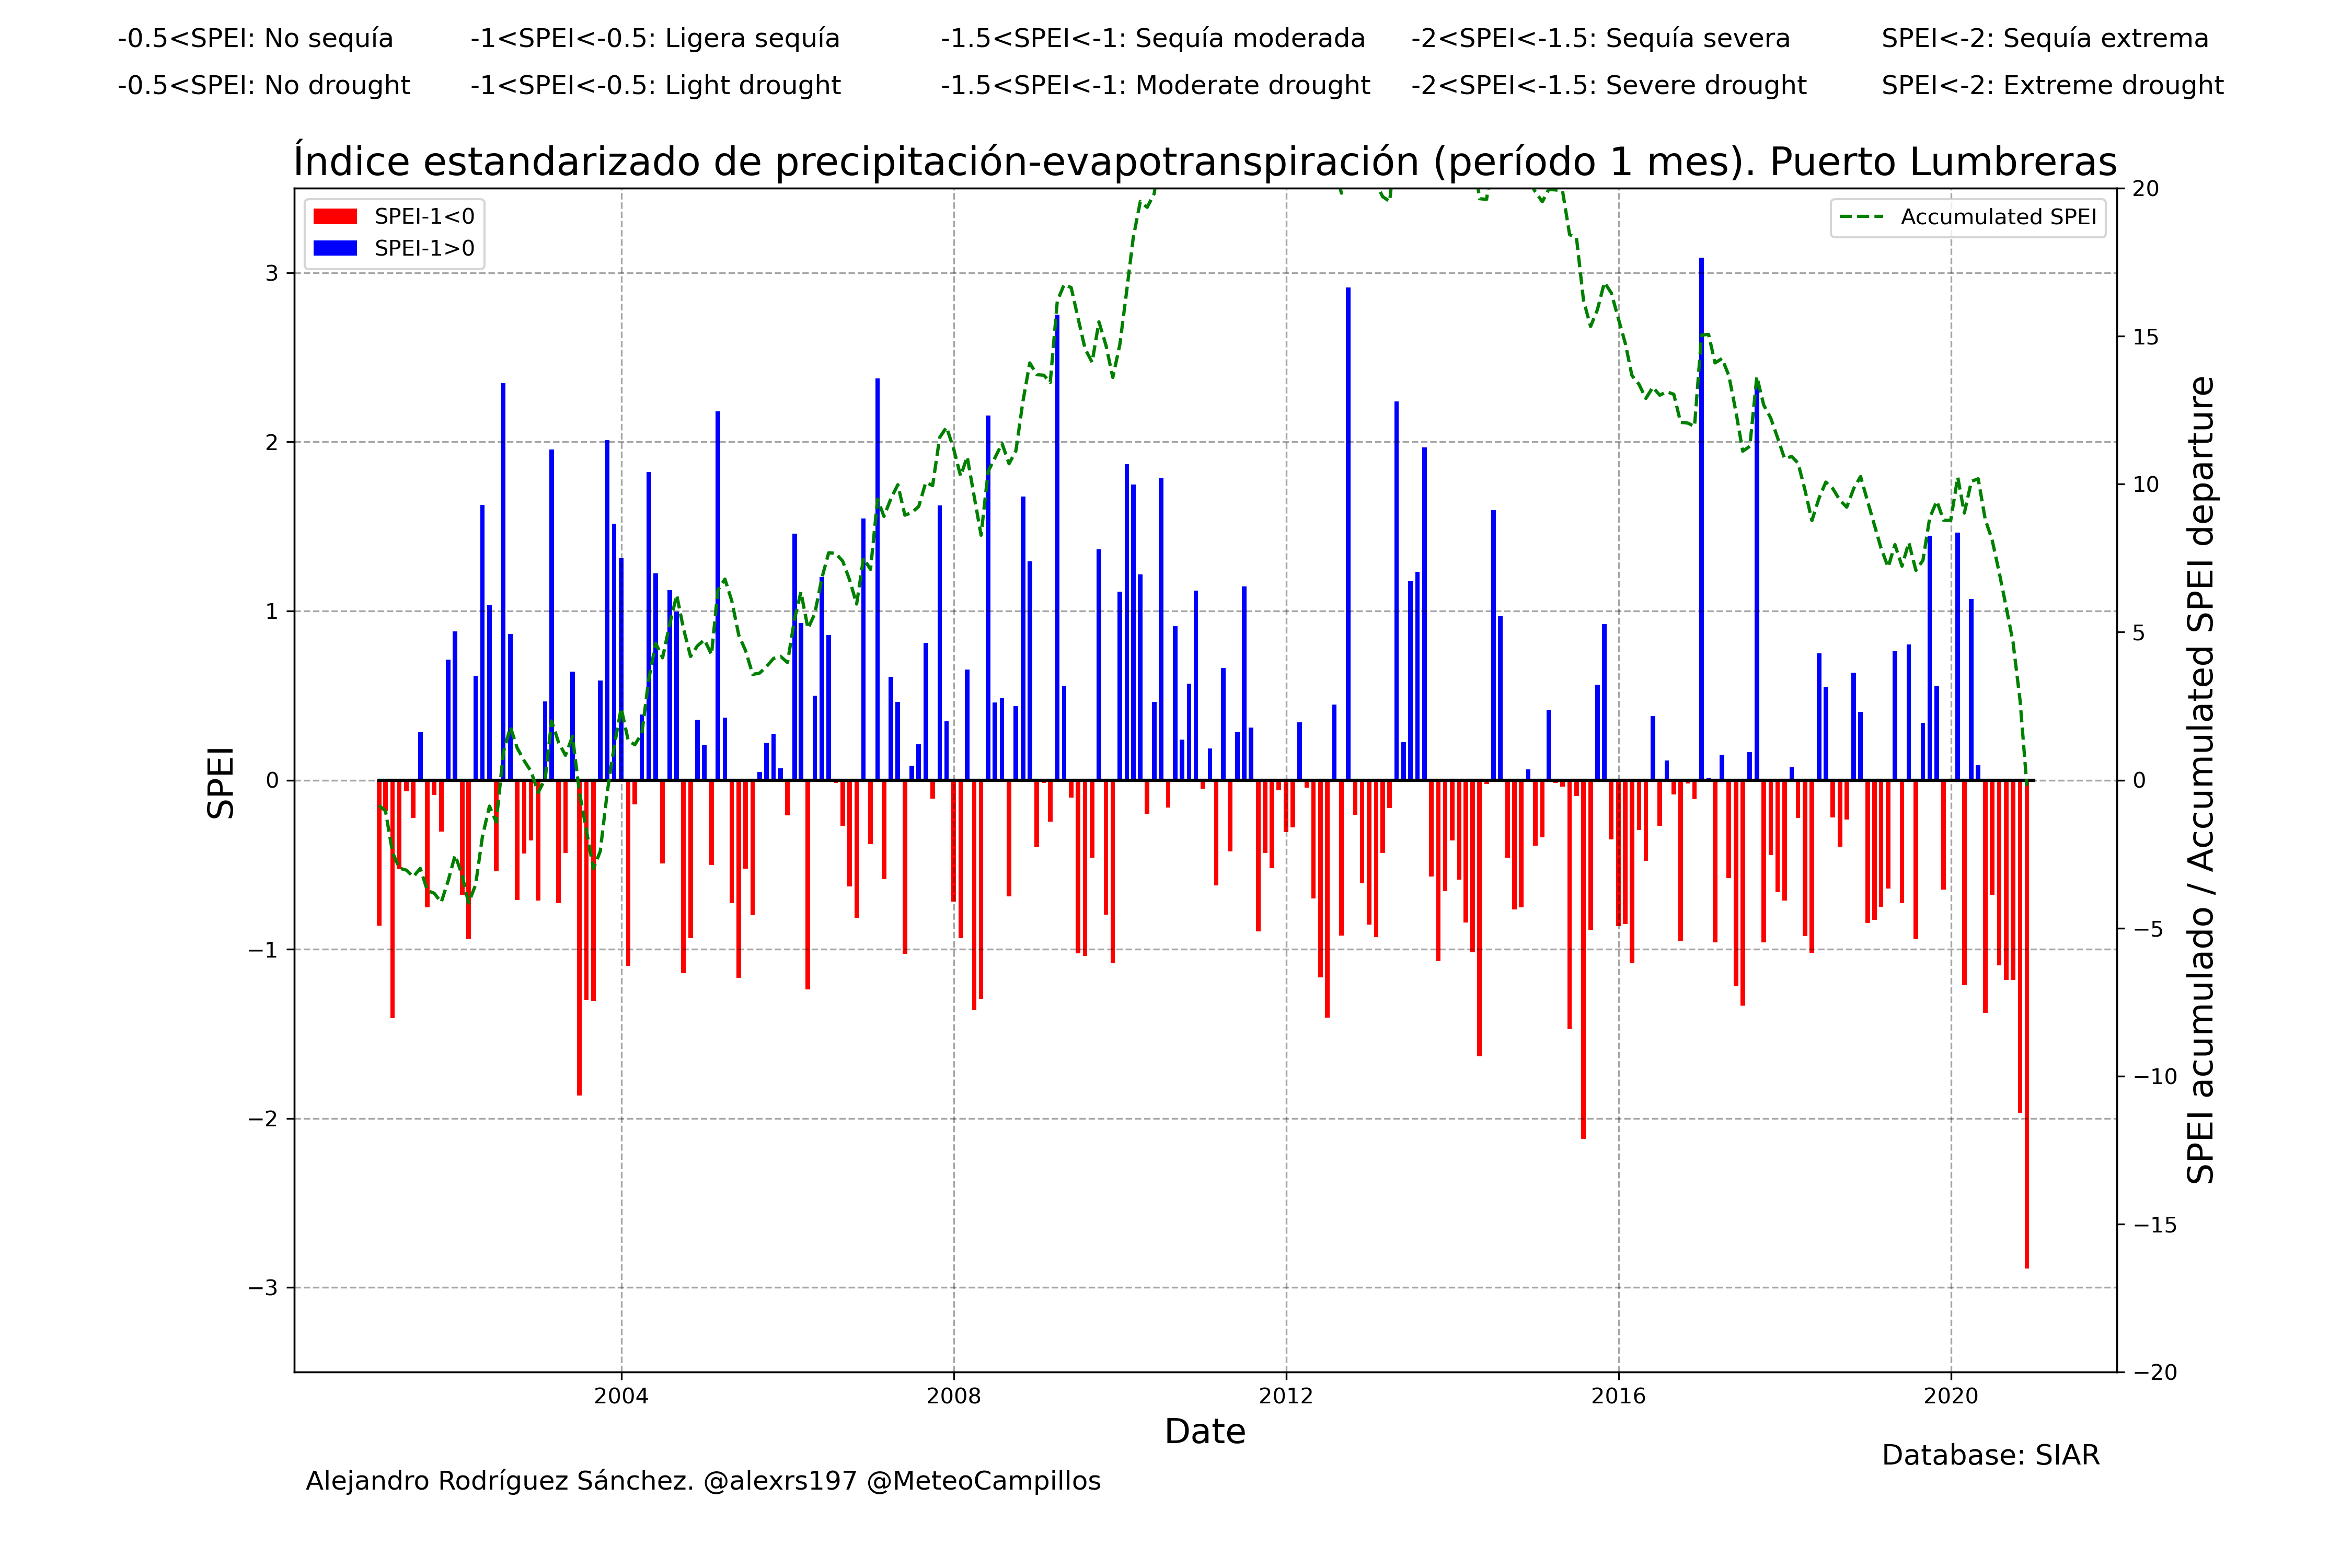 -0.5<SPEI: No sequía
-1<SPEI<-0.5: Ligera sequía
-1.5<SPEI<-1: Sequía moderada
-2<SPEI<-1.5: Sequía severa
SPEI<-2: Sequía extrema
-0.5<SPEI: No drought
-1<SPEI<-0.5: Light drought
-1.5<SPEI<-1: Moderate drought
-2<SPEI<-1.5: Severe drought
SPEI<-2: Extreme drought
Índice estandarizado de precipitación-evapotranspiración (período 1 mes). Puerto Lumbreras
SPEI-1<0
SPEI-1>0
Accumulated SPEI
SPEI
3
2
1
0
−1
−2
−3
20
15
10
5
0
−5
−10
−15
−20
SPEI acumulado / Accumulated SPEI departure
2004
2008
2012
2016
2020
Date
Database: SIAR
Alejandro Rodríguez Sánchez. @alexrs197 @MeteoCampillos